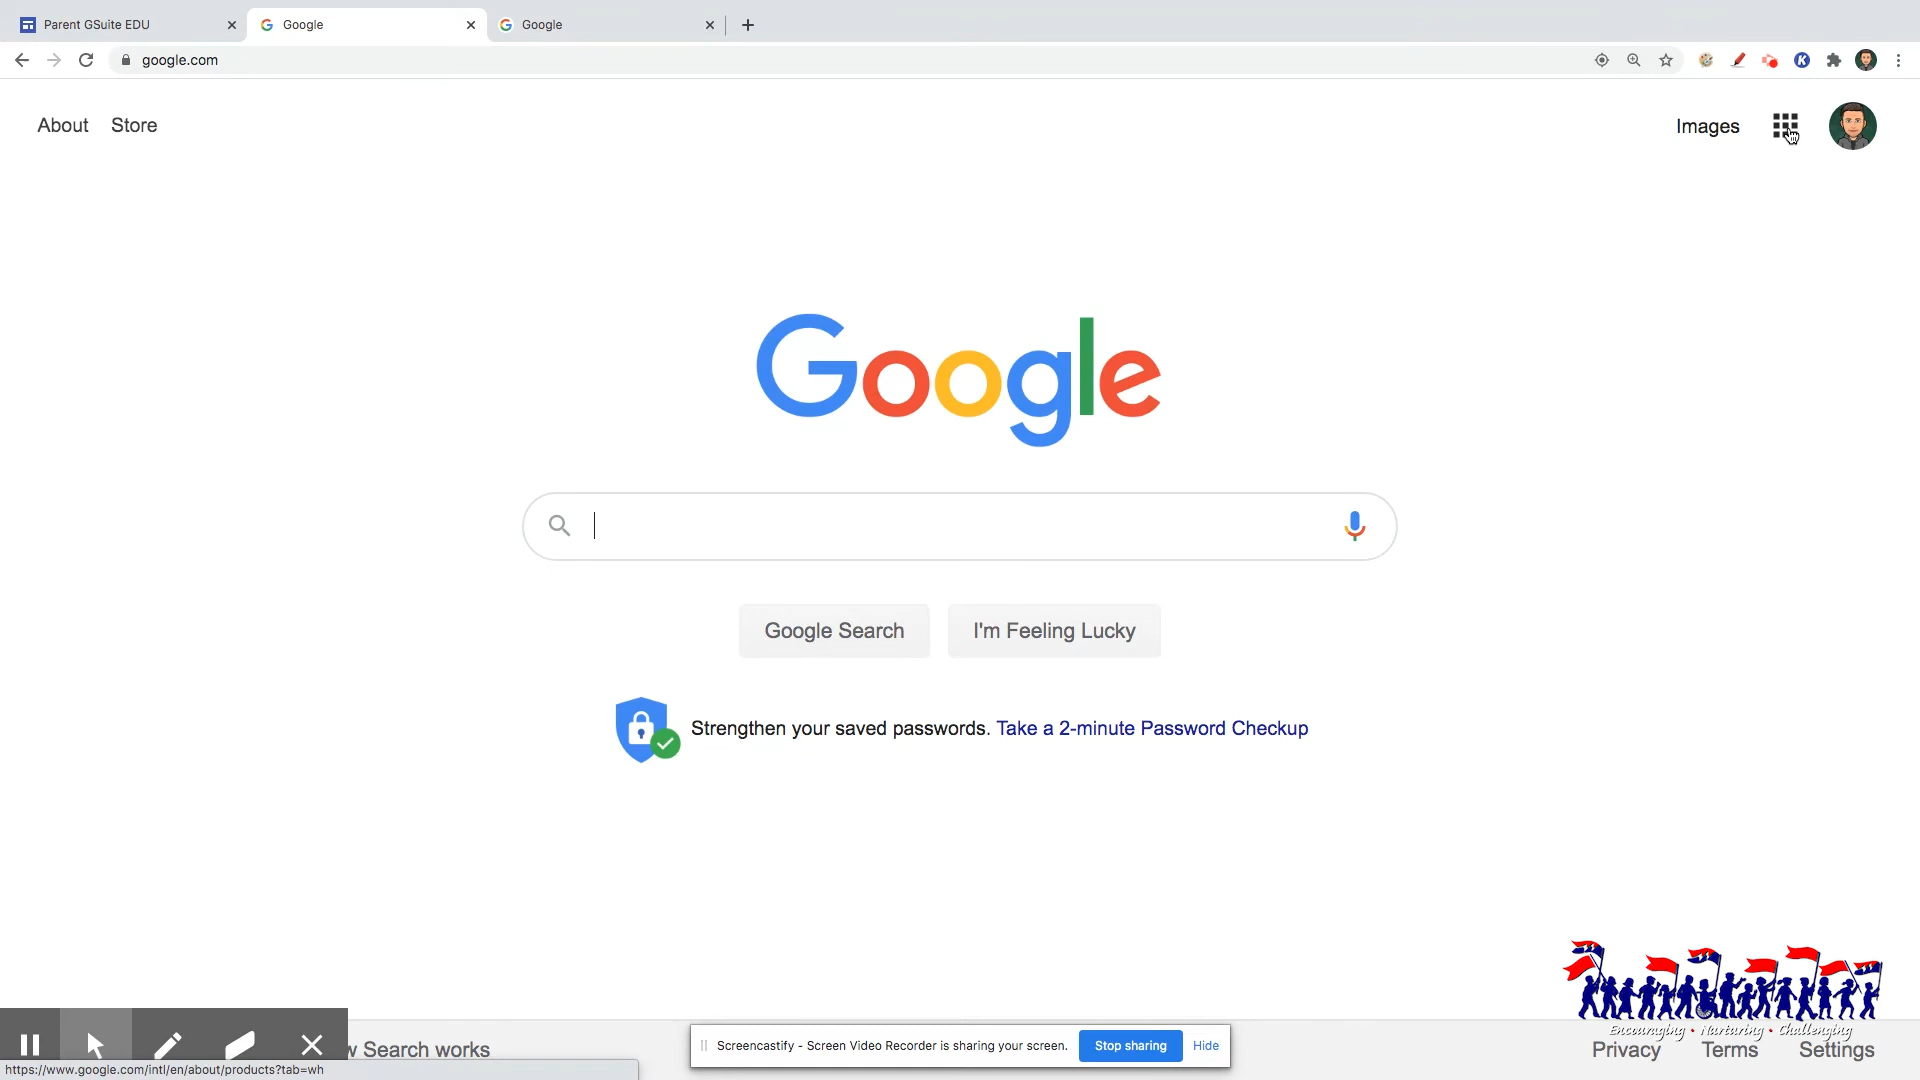 Parent GSuite EDU
Google
Google
google.com
About
Store
Images
Google
Google Search
I'm Feeling Lucky
Strengthen your saved passwords. Take a 2-minute Password Checkup
Encouraging • Nurturing • Challenging
w Search works
Screencastify - Screen Video Recorder is sharing your screen.
Stop sharing
Hide
Privacy
Terms
Settings
https://www.google.com/intl/en/about/products?tab=wh